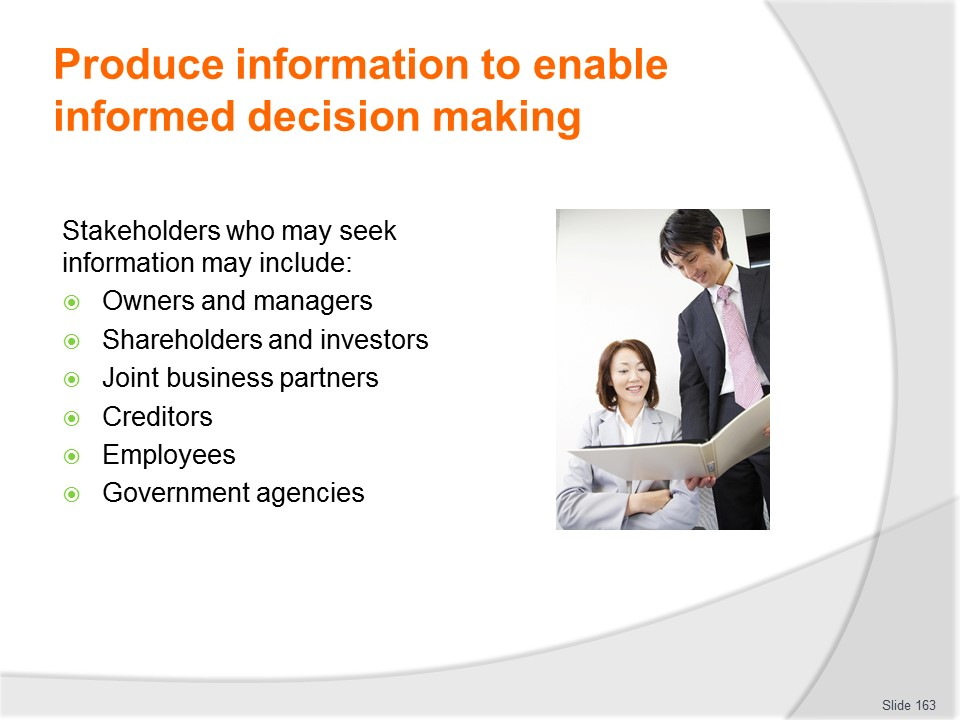 Produce information to enable
informed decision making
Stakeholders who may seek
information may include:
Owners and managers
Shareholders and investors
Joint business partners
Creditors
Employees
Government agencies
Slide 163